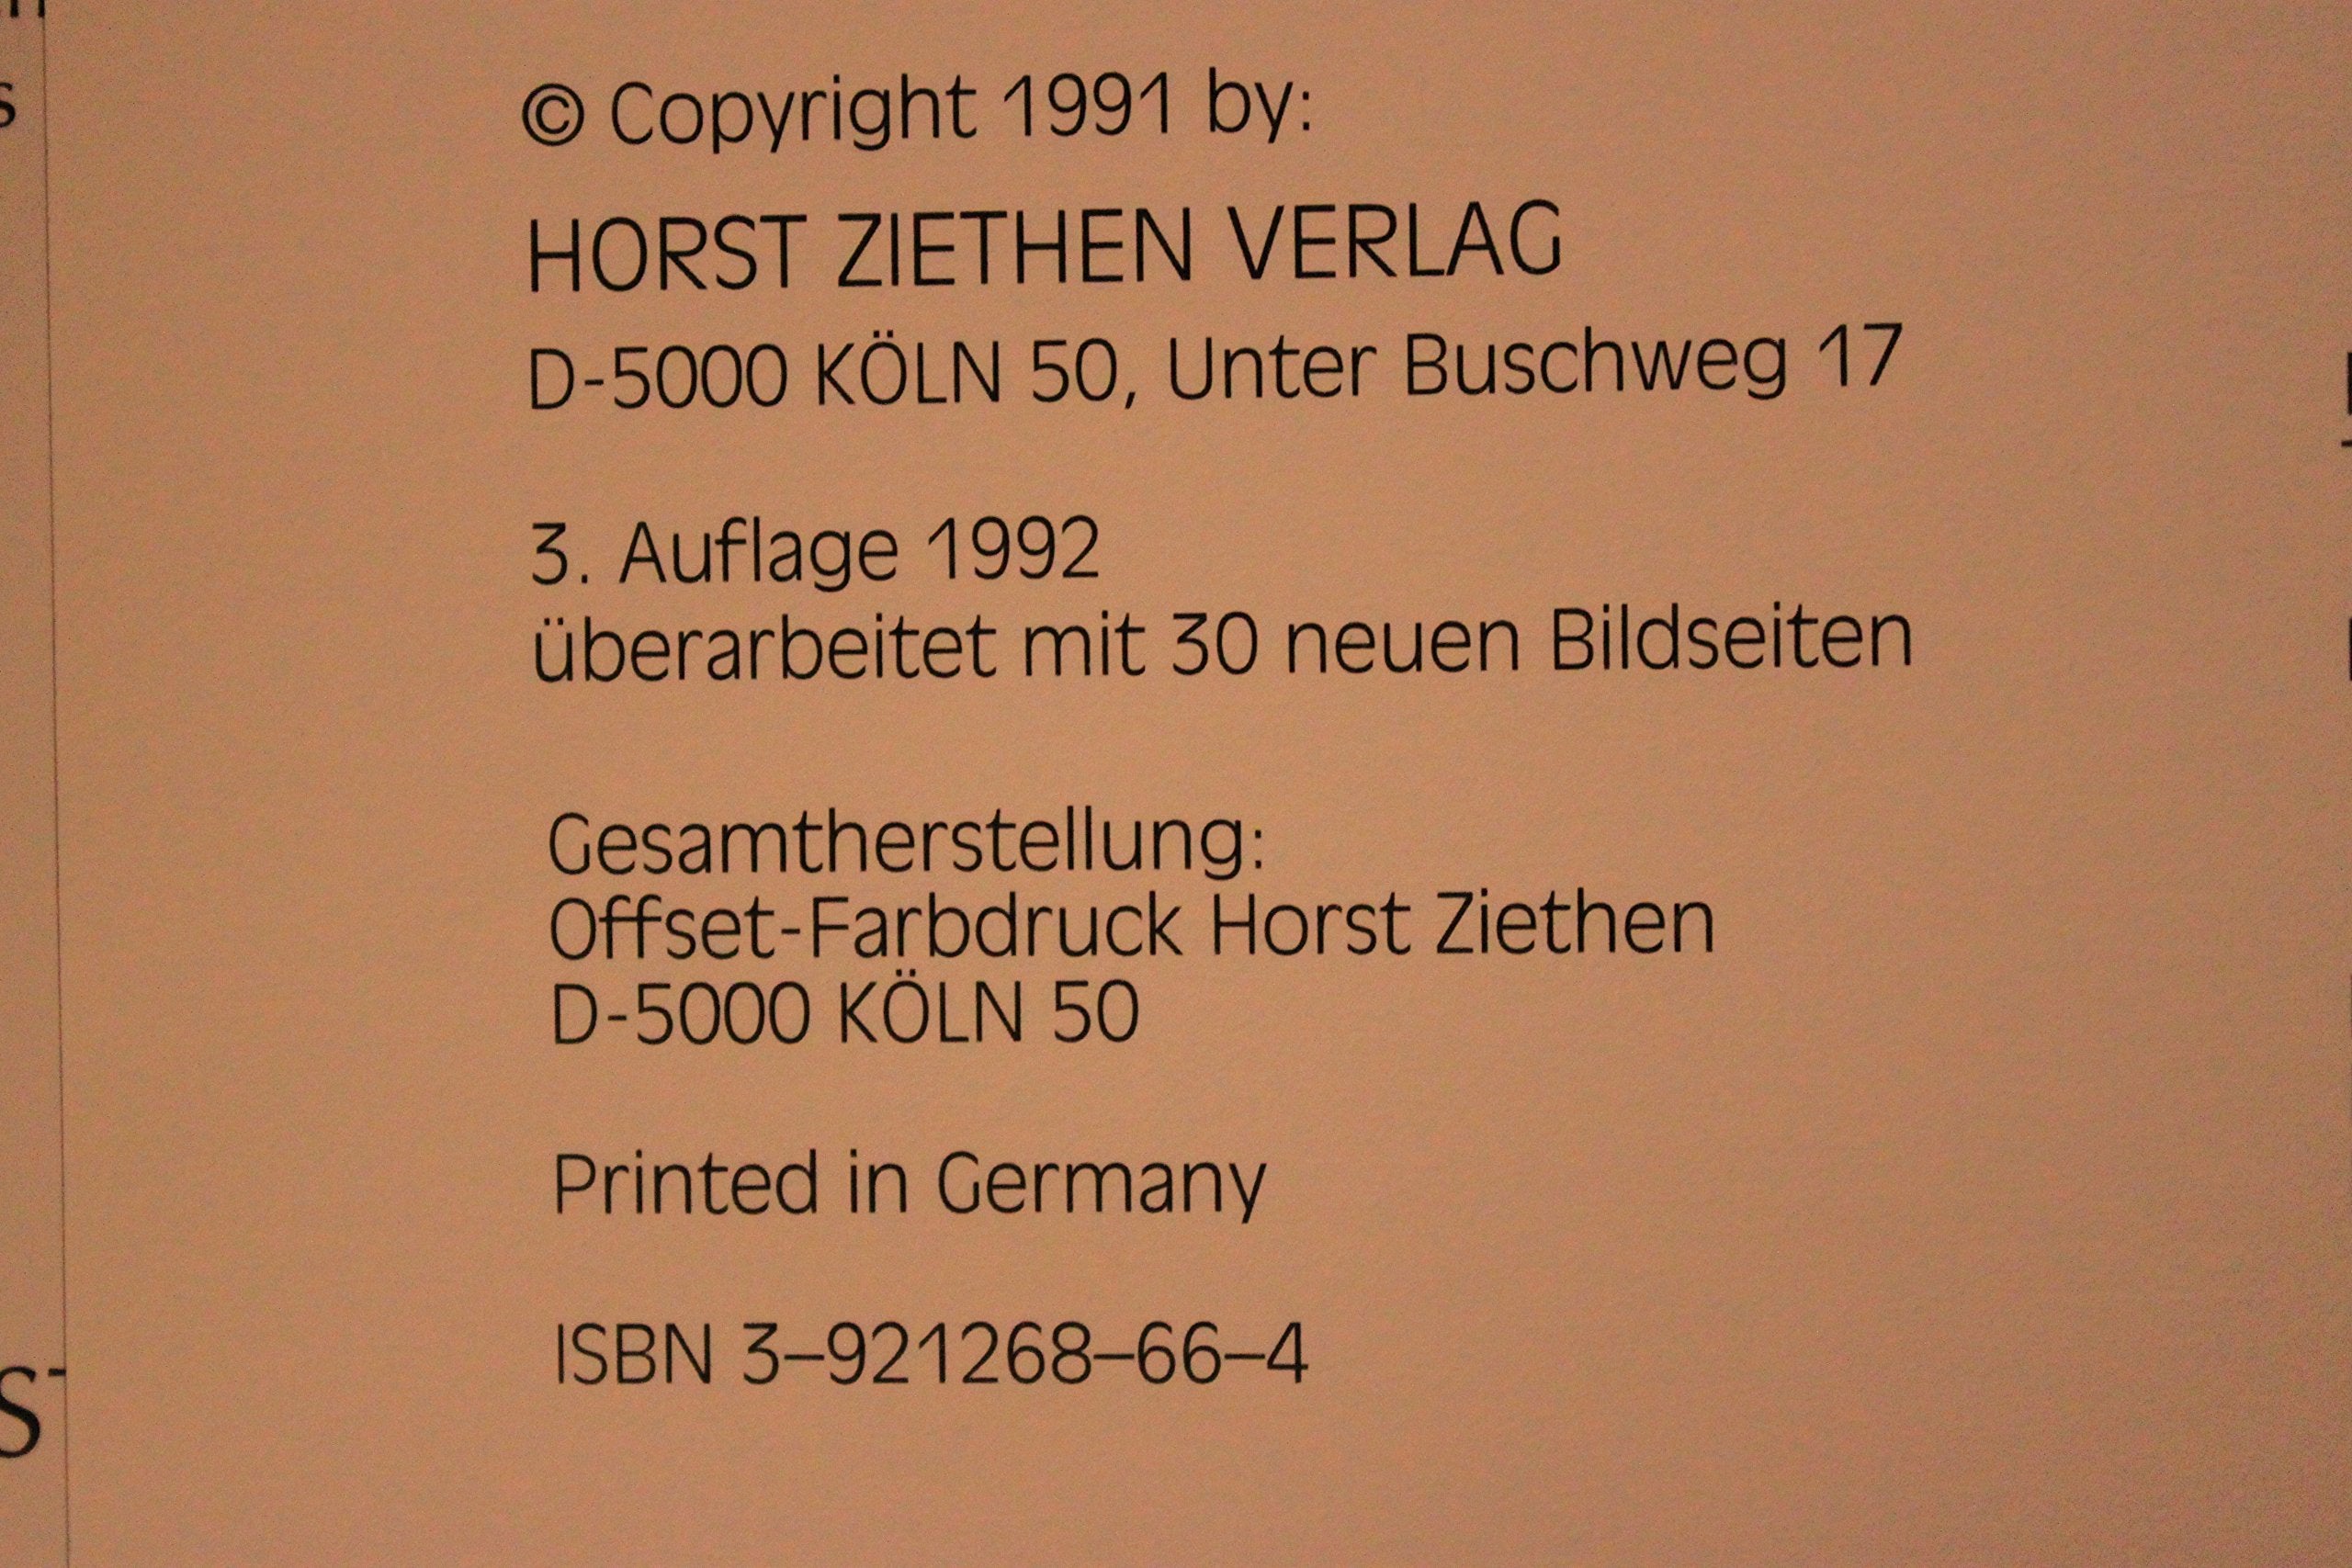 © Copyright 1991 by:
HORST ZIETHEN VERLAG
D-5000 KÖLN 50, Unter Buschweg 17
3. Auflage 1992
überarbeitet mit 30 neuen Bildseiten
Gesamtherstellung:
Offset-Farbdruck Horst Ziethen
D-5000 KÖLN 50
Printed in Germany
ISBN 3–921268–66–4